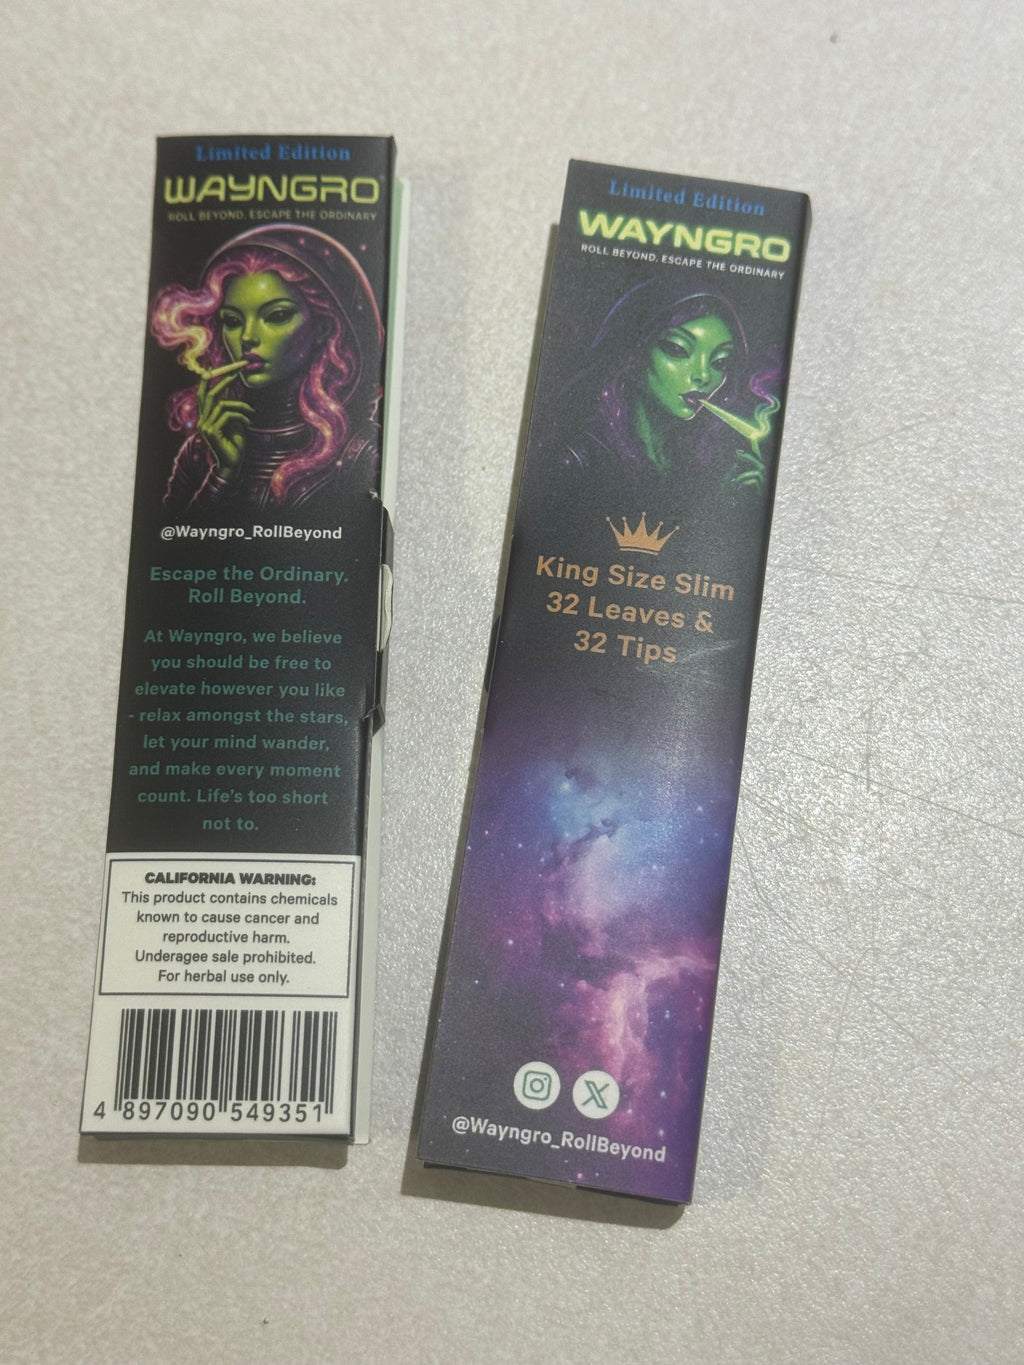 Limited Edition
WAYNGRO
ROLL BEYOND. ESCAPE THE ORDINARY
@Wayngro_RollBeyond
Escape the Ordinary.
Roll Beyond.
At Wayngro, we believe
you should be free to
elevate however you like
- relax amongst the stars,
let your mind wander,
and make every moment
count. Life's too short
not to.
CALIFORNIA WARNING:
This product contains chemicals
known to cause cancer and
reproductive harm.
Underagee sale prohibited.
For herbal use only.
4 897090 549351
Limited Edition
WAYNGRO
ROLL BEYOND. ESCAPE THE ORDINARY
King Size Slim
32 Leaves &
32 Tips
@Wayngro_RollBeyond